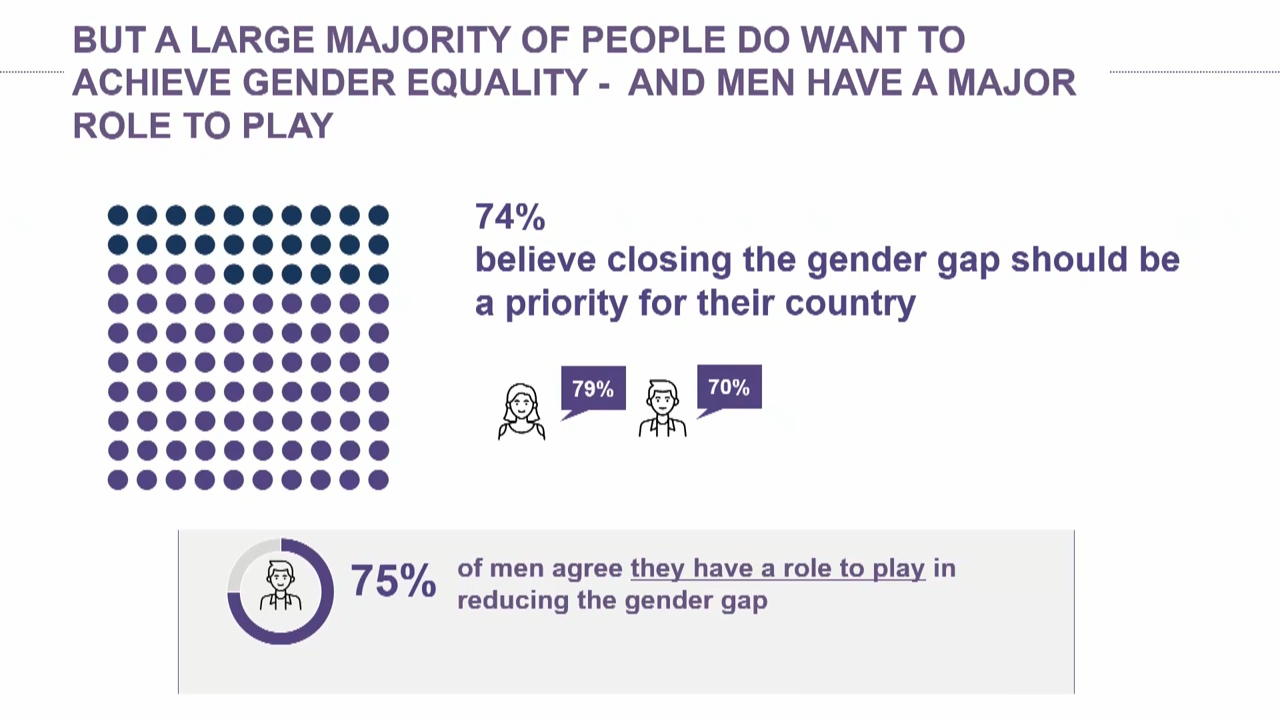 BUT A LARGE MAJORITY OF PEOPLE DO WANT TO
ACHIEVE GENDER EQUALITY - AND MEN HAVE A MAJOR
ROLE TO PLAY
74%
believe closing the gender gap should be
a priority for their country
79%
70%
75%
of men agree they have a role to play in
reducing the gender gap